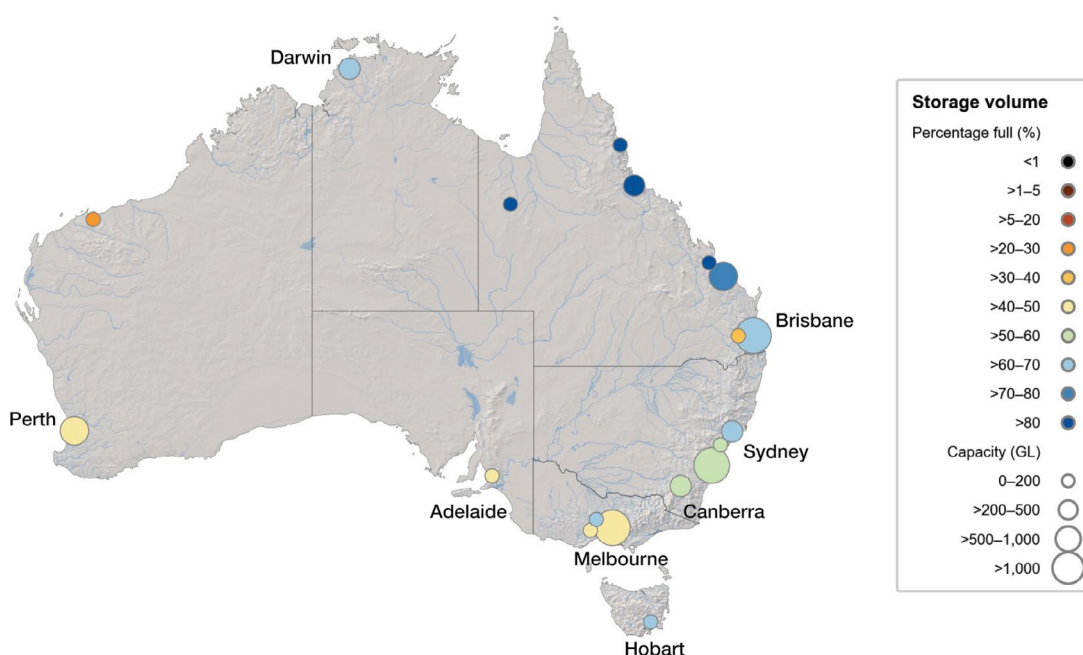 Darwin
Brisbane
Perth
Sydney
Adelaide
Canberra
Melbourne
Hobart
Storage volume
Percentage full (%)
<1
>1–5
>5–20
>20–30
>30–40
>40–50
>50–60
>60–70
>70–80
>80
Capacity (GL)
0–200
>200–500
>500–1,000
>1,000